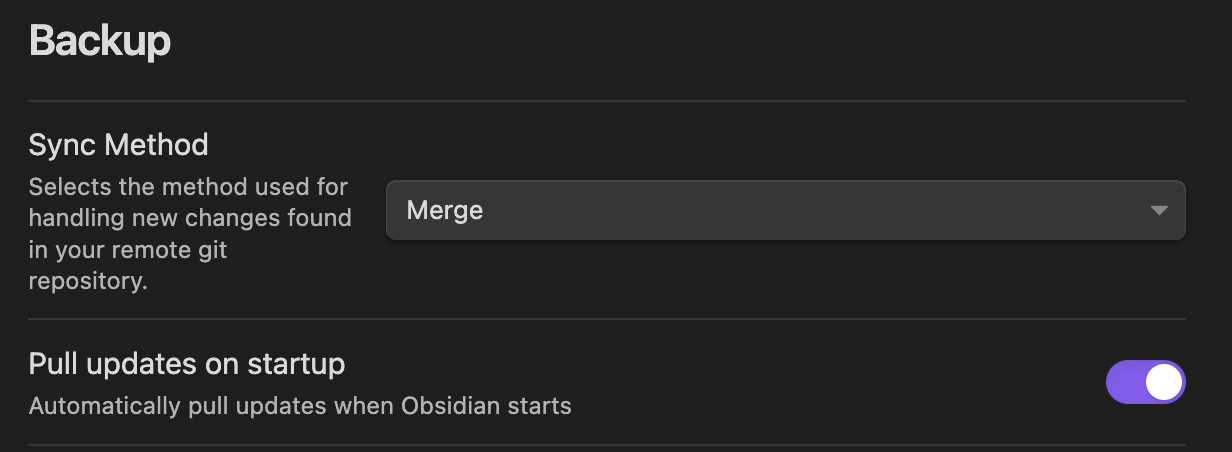 Backup
Sync Method
Selects the method used for
handling new changes found
in your remote git
repository.
Merge
Pull updates on startup
Automatically pull updates when Obsidian starts